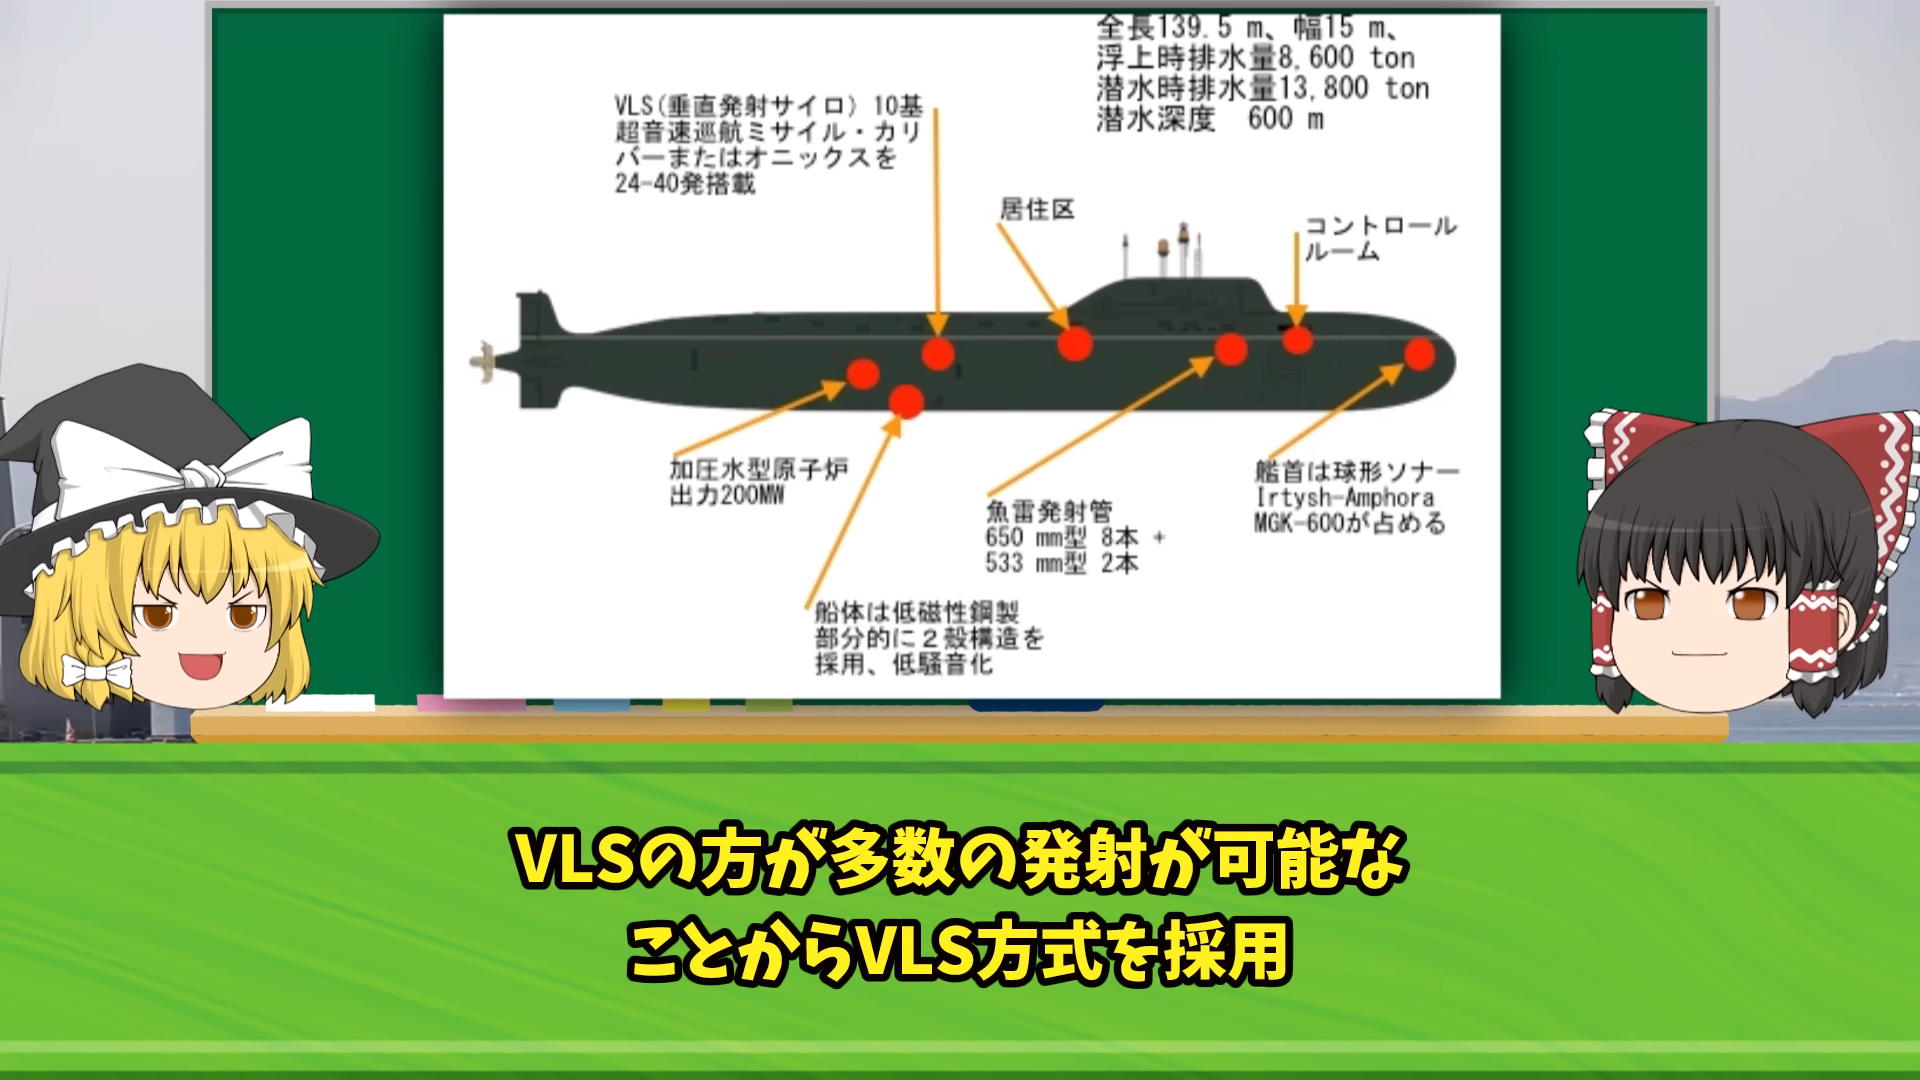 全長139.5 m、幅15 m、
浮上時排水量8,600 ton
潜水時排水量13,800 ton
潜水深度　600 m
VLS(垂直発射サイロ) 10基
超音速巡航ミサイル・カリ
バーまたはオニックスを
24-40発搭載
居住区
コントロール
ルーム
加圧水型原子炉
出力200MW
魚雷発射管
650 mm型 8本 +
533 mm型 2本
艦首は球形ソナー
Irtysh-Amphora
MGK-600が占める
船体は低磁性鋼製
部分的に２殻構造を
採用、低騒音化
VLSの方が多数の発射が可能な
ことからVLS方式を採用